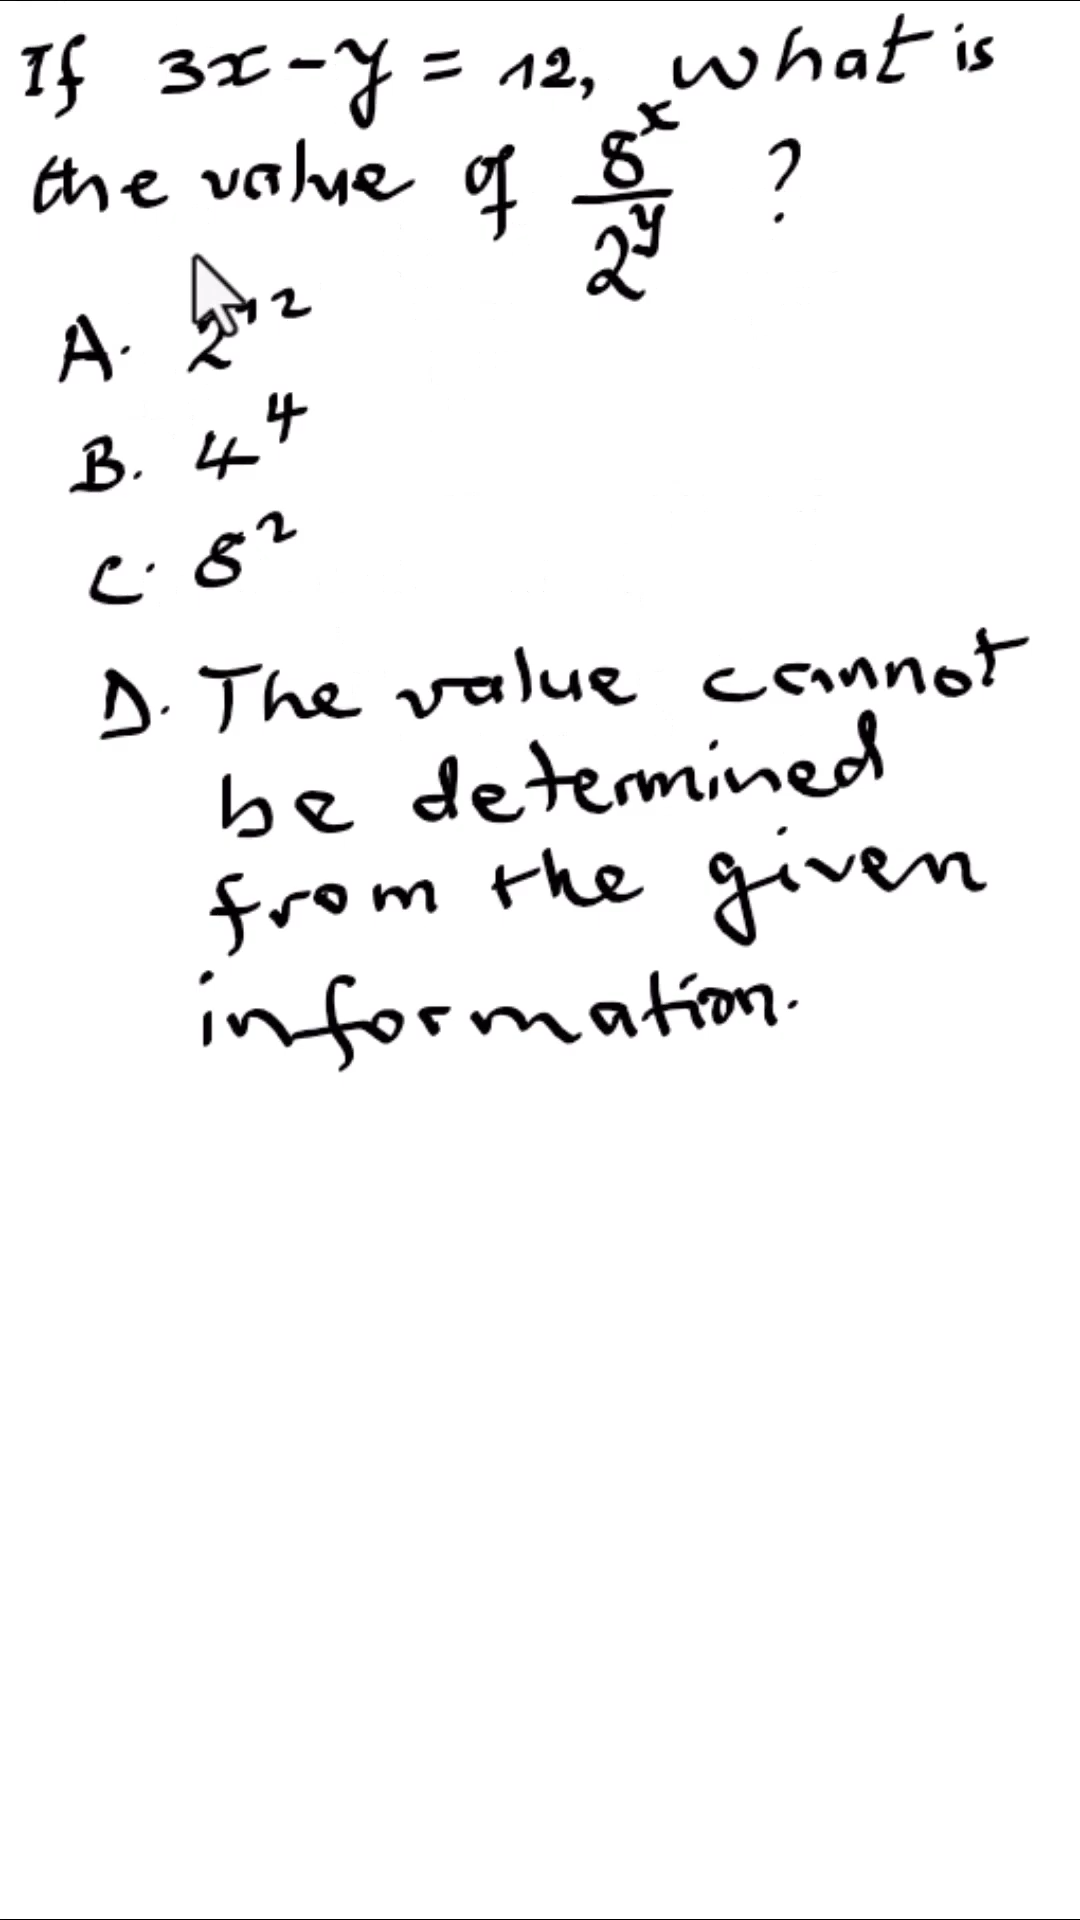 If 3x-y = 12, what is
the value of 8^x/2^y ?
A. 2^12
B. 4^4
C. 8^2
D. The value cannot
be determined
from the given
information.